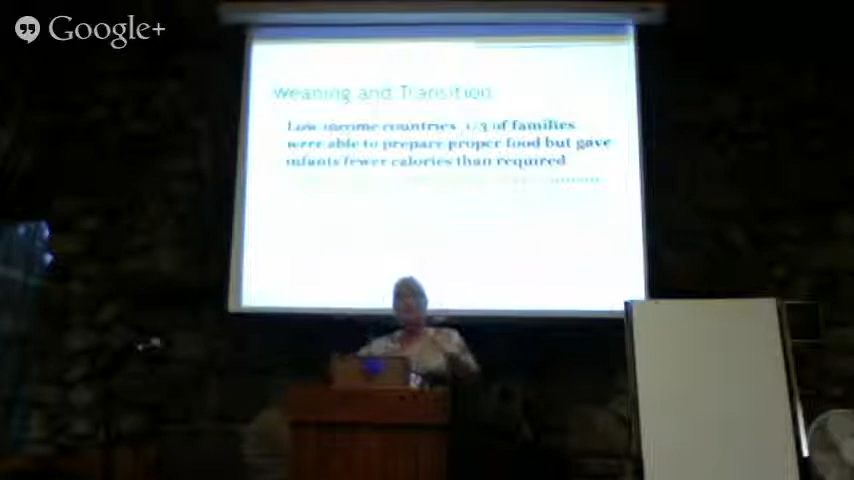 Google+
Weaning and Transition
Low income countries 1/3 of families
were able to prepare proper food but gave
infants fewer calories than required